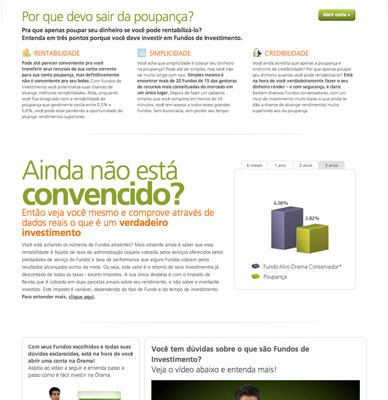 Por que devo sair da poupança?
Abrir conta »
Pra que apenas poupar seu dinheiro se você pode rentabilizá-lo?
Entenda em três pontos porque você deve investir em Fundos de Investimento.
RENTABILIDADE
Pode até parecer conveniente pra você
transferir seus recursos da sua conta corrente
para sua conta poupança, mas definitivamente
não é conveniente pro seu bolso. Com Fundos de
Investimento você potencializa suas chances de
alcançar melhores rentabilidades. Aliás, enquanto
você fica estagnado com a rentabilidade da
poupança que geralmente oscila entre 0,5% e
0,6%, você pode estar perdendo a oportunidade de
alcançar rendimentos superiores.
SIMPLICIDADE
Você acha que simplicidade é colocar seu dinheiro
na poupança? Pode até ser simples, mas você não
vai muito longe com isso. Simples mesmo é
encontrar mais de 20 Fundos de 15 das gestoras
de recursos mais conceituadas do mercado em
um único lugar. Depois de fazer um cadastro
simples que você completa em menos de 10
minutos, você tem acesso a todos esses grandes
fundos. Sem burocracia, sem perder seu tempo.
CREDIBILIDADE
Você ainda acredita que apenas a poupança é
sinônimo de credibilidade? Por que apenas poupar
seu dinheiro quando você pode rentabilizá-lo? Está
na hora de você verdadeiramente fazer o seu
dinheiro render – e com segurança, é claro.
Existem diversos fundos conservadores, com um
risco de investimento muito baixo e que ainda te
dão a chance de obter rendimentos superiores ao
da poupança.
Ainda não está
convencido?
Então veja você mesmo e comprove através de
dados reais o que é um verdadeiro
investimento
Você está achando os números de Fundos atraentes? Mais atraente ainda é saber que essa
rentabilidade é líquida de taxa de administração (aquela cobrada pelos serviços oferecidos pelos
prestadores de serviço do Fundo) e taxa de performance que alguns fundos cobram pelos
resultados alcançados acima da meta. Ou seja, este valor é o retorno de seus investimentos já
descontado de todas as taxas - exceto impostos. A sua única despesa é com o Imposto de
Renda que é cobrado em duas parcelas anuais sobre seu rendimento, e não sobre o montante
investido. Este imposto é variável, dependendo do tipo de Fundo e do tempo de investimento.
Para entender mais, clique aqui.
6 meses
1 ano
2 anos
3 anos
6.00%
3.82%
Fundo Alvo Órama Conservador*
Poupança
Com seus Fundos escolhidos e todas suas
dúvidas esclarecidas, está na hora de você
abrir uma conta na Órama!
Assista ao vídeo a seguir e entenda passo a
passo como é fácil investir na Órama.
Você tem dúvidas sobre o que são Fundos de
Investimento?
Veja o vídeo abaixo e entenda mais!